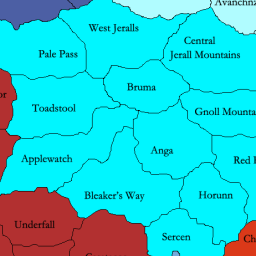 Avanchnz
West Jeralls
Central
Jerall Mountains
Pale Pass
Bruma
Toadstool
Gnoll Mounta
Applewatch
Anga
Red
Bleaker's Way
Horunn
Underfall
Sercen
Ch